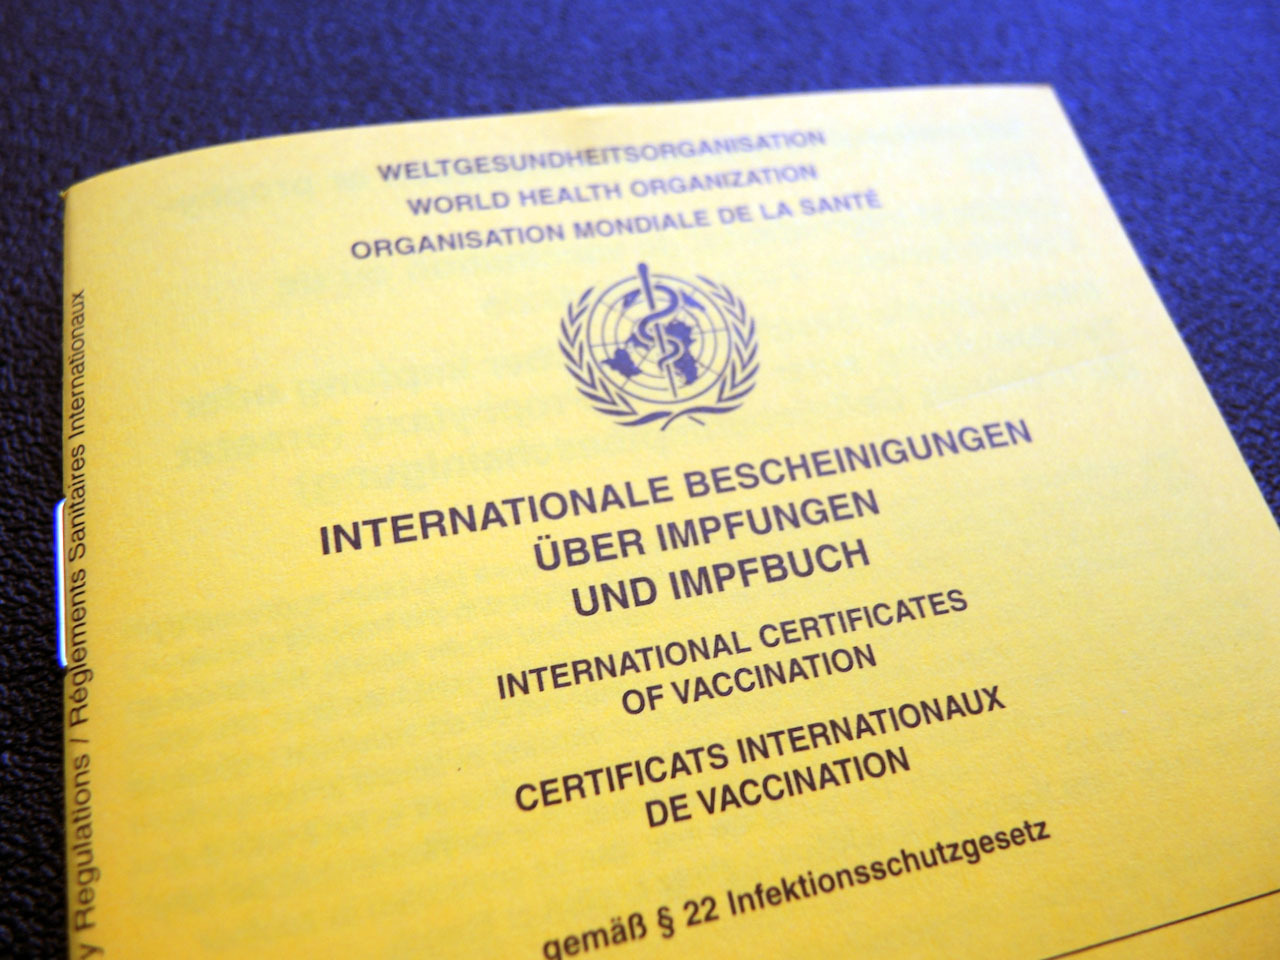 WELTGESUNDHEITSORGANISATION
WORLD HEALTH ORGANIZATION
ORGANISATION MONDIALE DE LA SANTÉ
INTERNATIONALE BESCHEINIGUNGEN
ÜBER IMPFUNGEN
UND IMPFBUCH
INTERNATIONAL CERTIFICATES
OF VACCINATION
CERTIFICATS INTERNATIONAUX
DE VACCINATION
gemäß § 22 Infektionsschutzgesetz
y Regulations / Règlements Sanitaires Internationaux